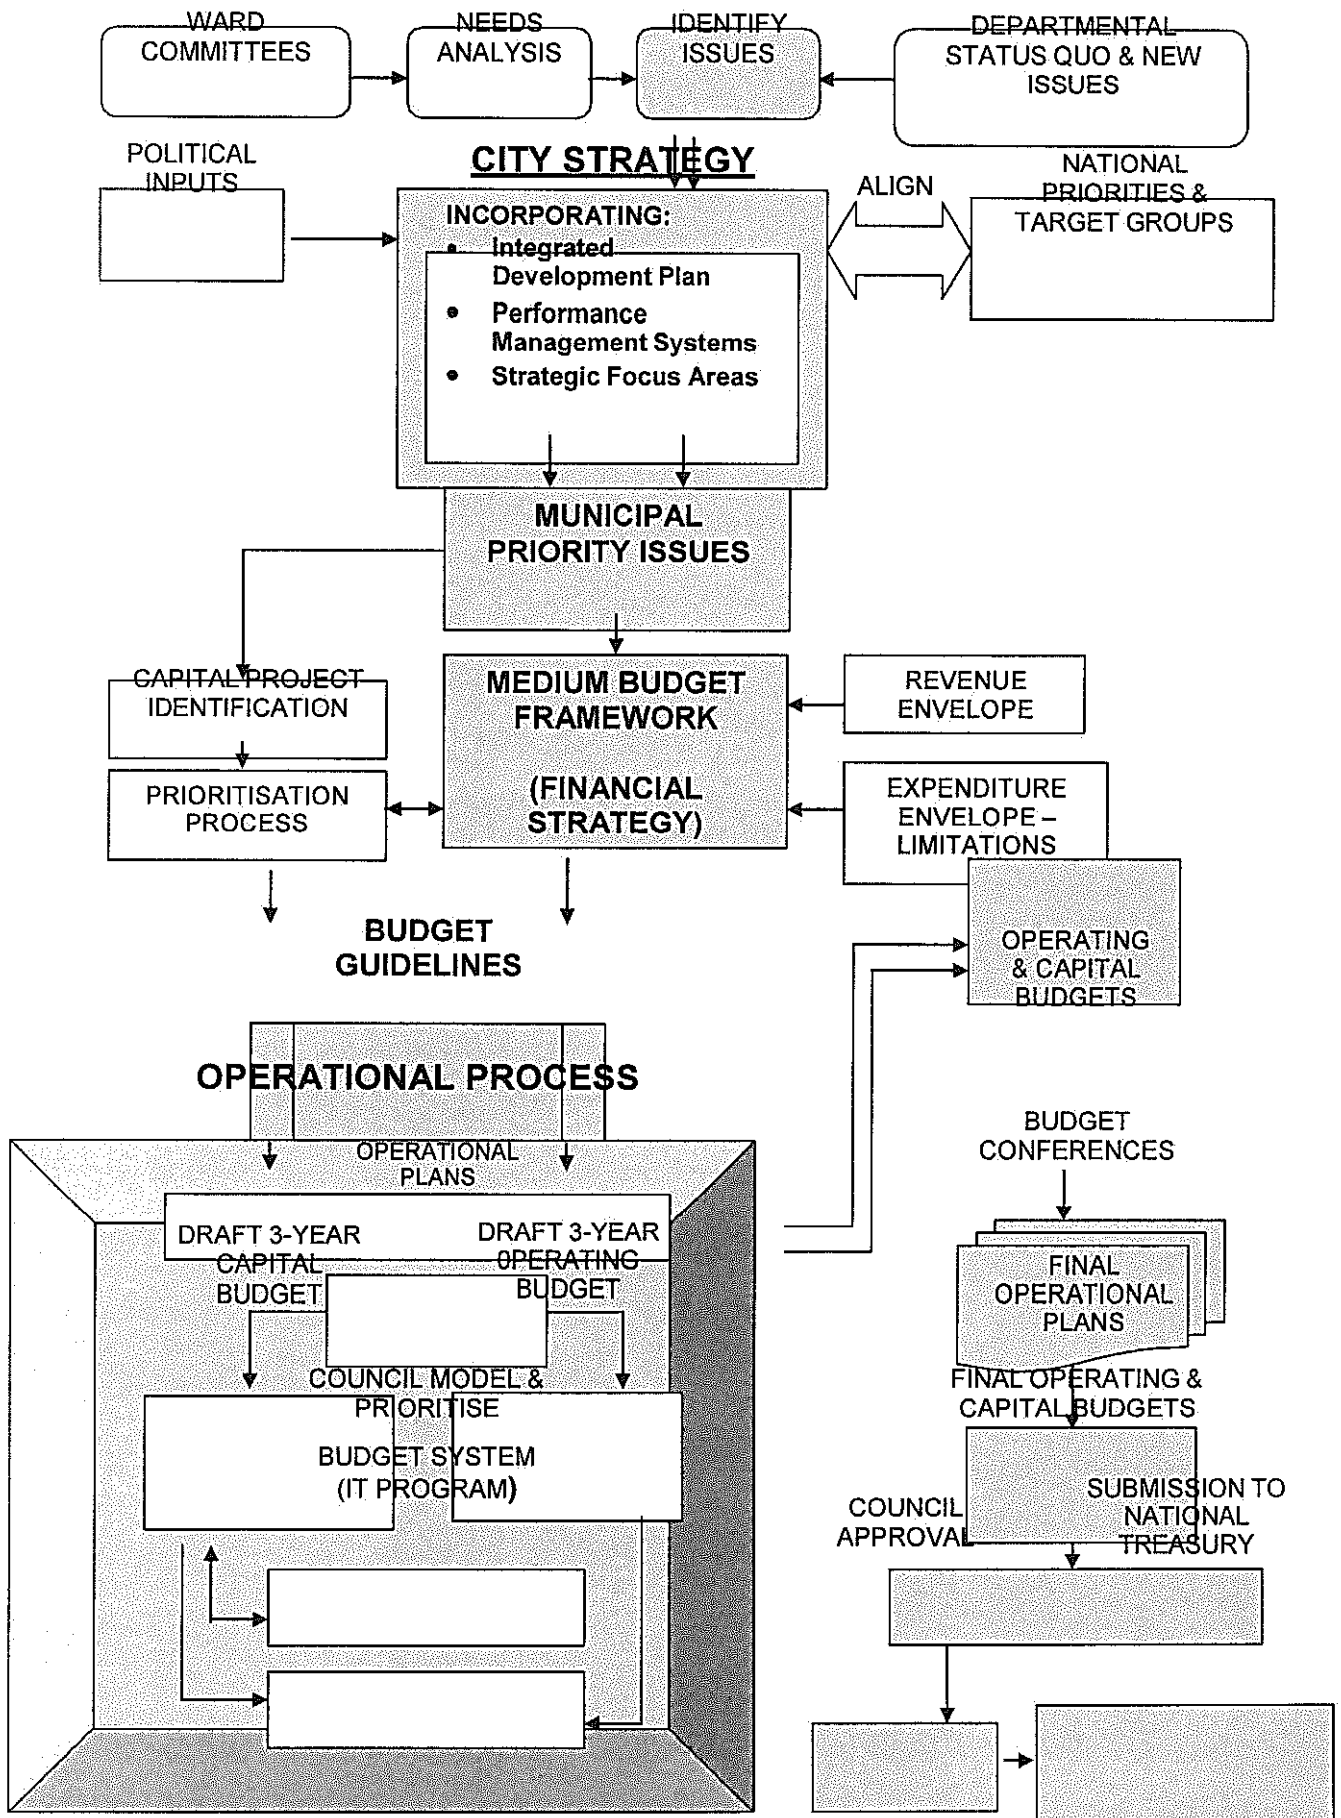 WARD
COMMITTEES
NEEDS
ANALYSIS
IDENTIFY
ISSUES
DEPARTMENTAL
STATUS QUO & NEW
ISSUES
POLITICAL
INPUTS
CITY STRATEGY
ALIGN
NATIONAL
PRIORITIES &
TARGET GROUPS
INCORPORATING:
• Integrated
Development Plan
• Performance
Management Systems
• Strategic Focus Areas
MUNICIPAL
PRIORITY ISSUES
CAPITAL PROJECT
IDENTIFICATION
MEDIUM BUDGET
FRAMEWORK
(FINANCIAL
STRATEGY)
REVENUE
ENVELOPE
PRIORITISATION
PROCESS
EXPENDITURE
ENVELOPE –
LIMITATIONS
BUDGET
GUIDELINES
OPERATING
& CAPITAL
BUDGETS
OPERATIONAL PROCESS
OPERATIONAL
PLANS
DRAFT 3-YEAR
CAPITAL
BUDGET
DRAFT 3-YEAR
0PERATING
BUDGET
COUNCIL MODEL &
PRIORITISE
BUDGET SYSTEM
(IT PROGRAM)
BUDGET
CONFERENCES
FINAL
OPERATIONAL
PLANS
FINAL OPERATING &
CAPITAL BUDGETS
COUNCIL
APPROVAL
SUBMISSION TO
NATIONAL
TREASURY